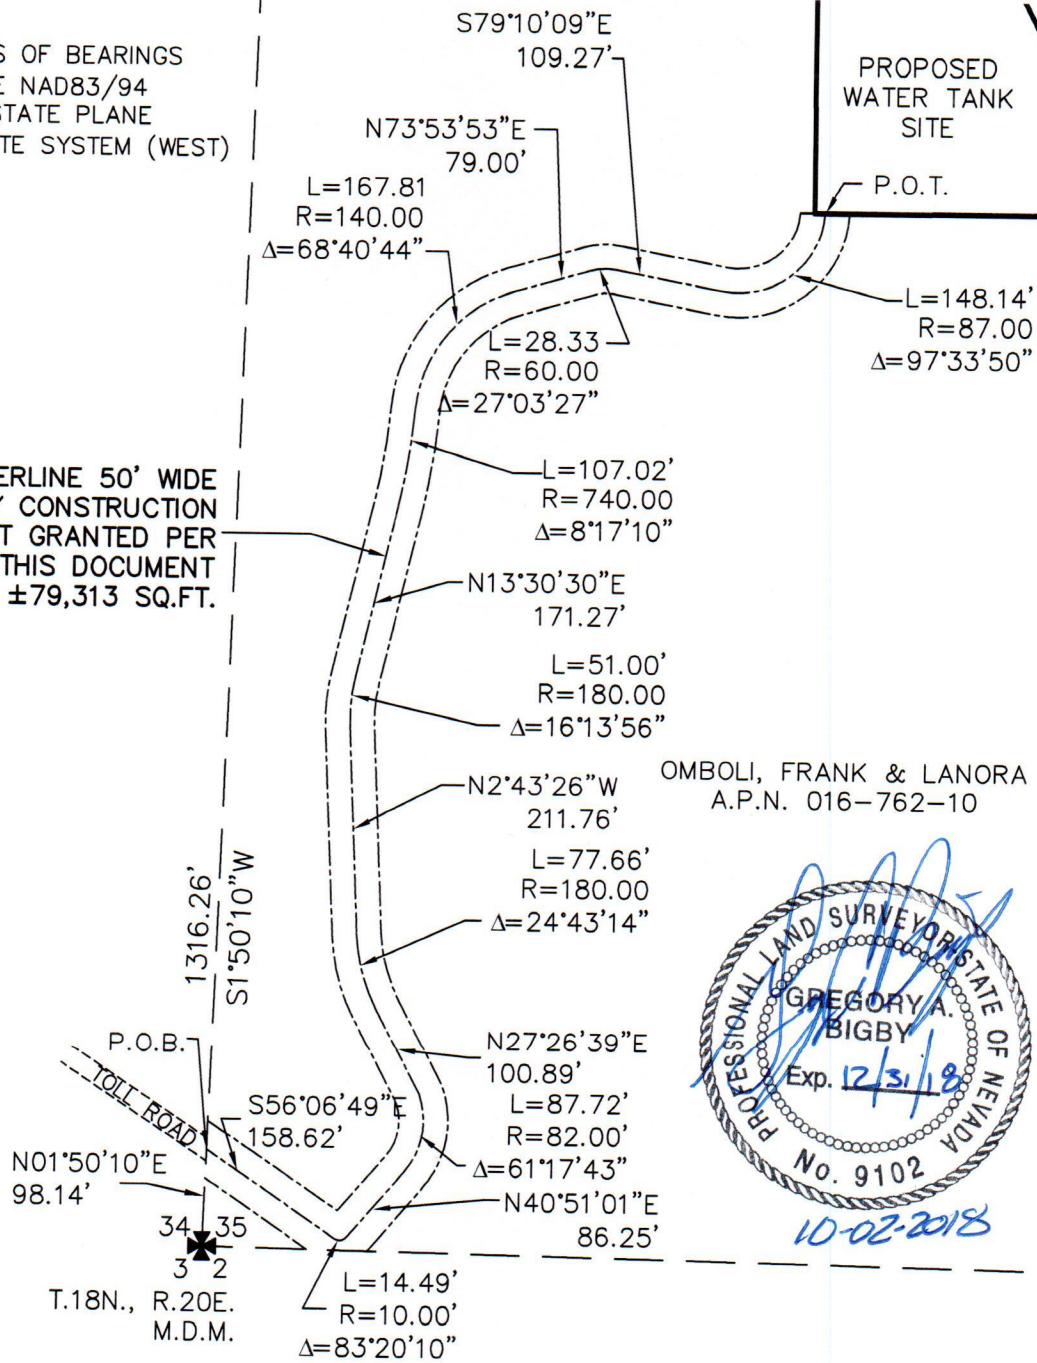 S OF BEARINGS
E NAD83/94
STATE PLANE
TE SYSTEM (WEST)
S79°10'09"E
109.27'
PROPOSED
WATER TANK
SITE
P.O.T.
N73°53'53"E
79.00'
L=167.81
R=140.00
Δ=68°40'44"
L=148.14'
R=87.00
Δ=97°33'50"
L=28.33
R=60.00
Δ=27°03'27"
ERLINE 50' WIDE
Y CONSTRUCTION
T GRANTED PER
THIS DOCUMENT
±79,313 SQ.FT.
L=107.02'
R=740.00
Δ=8°17'10"
N13°30'30"E
171.27'
L=51.00'
R=180.00
Δ=16°13'56"
OMBOLI, FRANK & LANORA
A.P.N. 016-762-10
N2°43'26"W
211.76'
L=77.66'
R=180.00
Δ=24°43'14"
1316.26'
S1°50'10"W
PROFESSIONAL LAND SURVEYOR STATE OF NEVADA
GREGORY A.
BIGBY
Exp. 12/31/18
No. 9102
10-02-2018
P.O.B.
TOLL ROAD
N27°26'39"E
100.89'
S56°06'49"E
158.62'
L=87.72'
R=82.00'
Δ=61°17'43"
N01°50'10"E
98.14'
N40°51'01"E
86.25'
34 35
3 2
T.18N., R.20E.
M.D.M.
L=14.49'
R=10.00'
Δ=83°20'10"